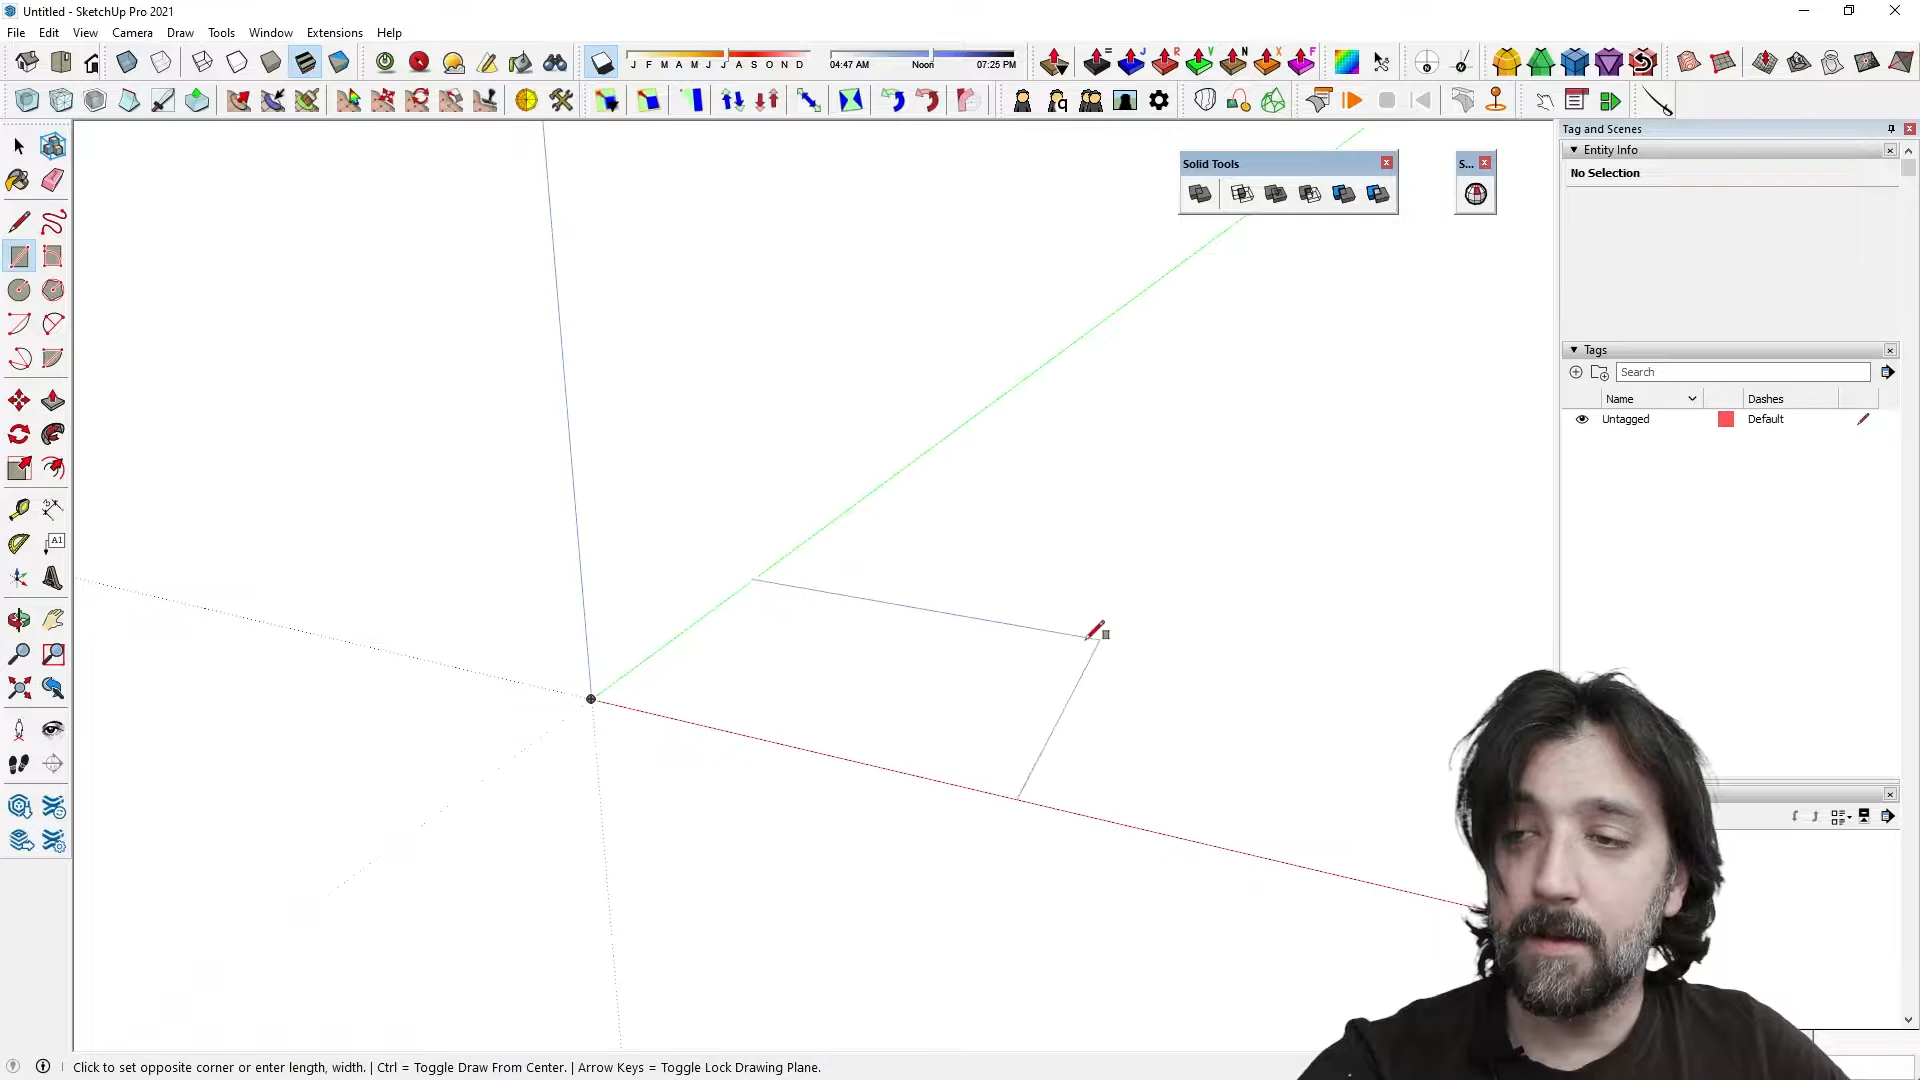 Untitled - SketchUp Pro 2021
File Edit View Camera Draw Tools Window Extensions Help
J F M A M J J A S O N D 04:47 AM Noon 07:25 PM = J R V N X F
q
Tag and Scenes
Entity Info
Solid Tools
S...
No Selection
Tags
Search
Name Dashes
Untagged Default
A1
Click to set opposite corner or enter length, width. | Ctrl = Toggle Draw From Center. | Arrow Keys = Toggle Lock Drawing Plane.